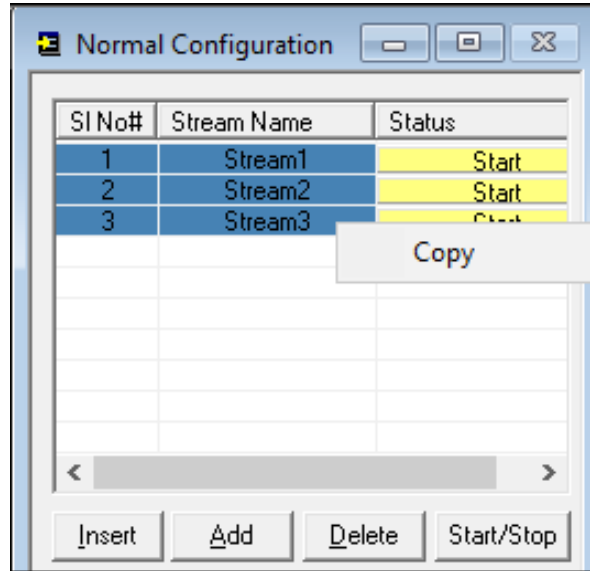 Normal Configuration
Sl No# Stream Name Status
1 Stream1 Start
2 Stream2 Start
3 Stream3 Start
Copy
Insert Add Delete Start/Stop